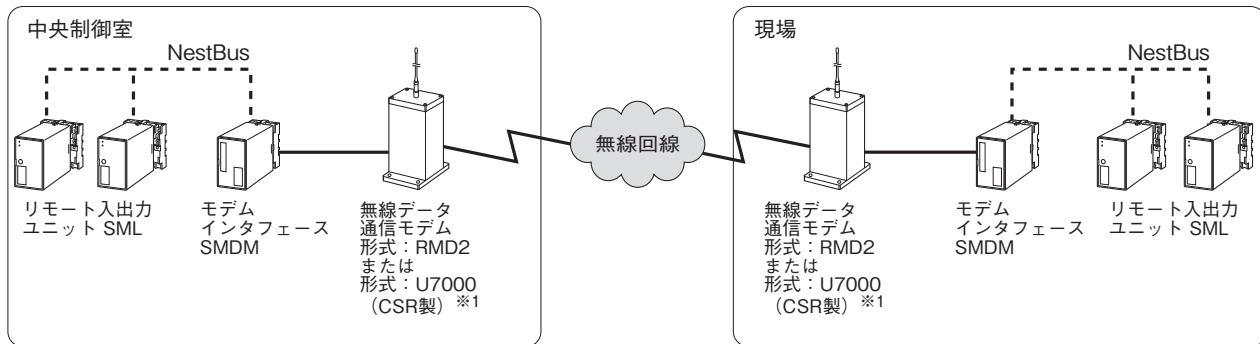 中央制御室
NestBus
リモート入出力
ユニット SML
モデム
インタフェース
SMDM
無線データ
通信モデム
形式：RMD2
または
形式：U7000
（CSR製）※1
無線回線
現場
NestBus
無線データ
通信モデム
形式：RMD2
または
形式：U7000
（CSR製）※1
モデム
インタフェース
SMDM
リモート入出力
ユニット SML